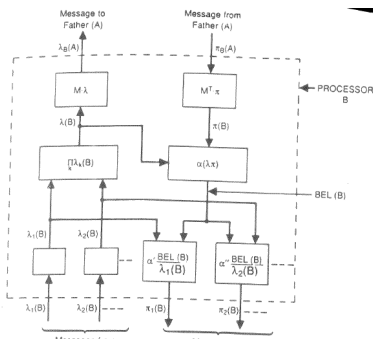 Message to
Father (A)
Message from
Father (A)
λB(A)
πB(A)
M λ
Mᵀ π
PROCESSOR
B
λ(B)
π(B)
∏λk(B)
k
α(λπ)
BEL (B)
λ1(B)
λ2(B)
α' BEL (B)
λ1(B)
α'' BEL (B)
λ2(B)
λ1(B)
λ2(B)
π1(B)
π2(B)